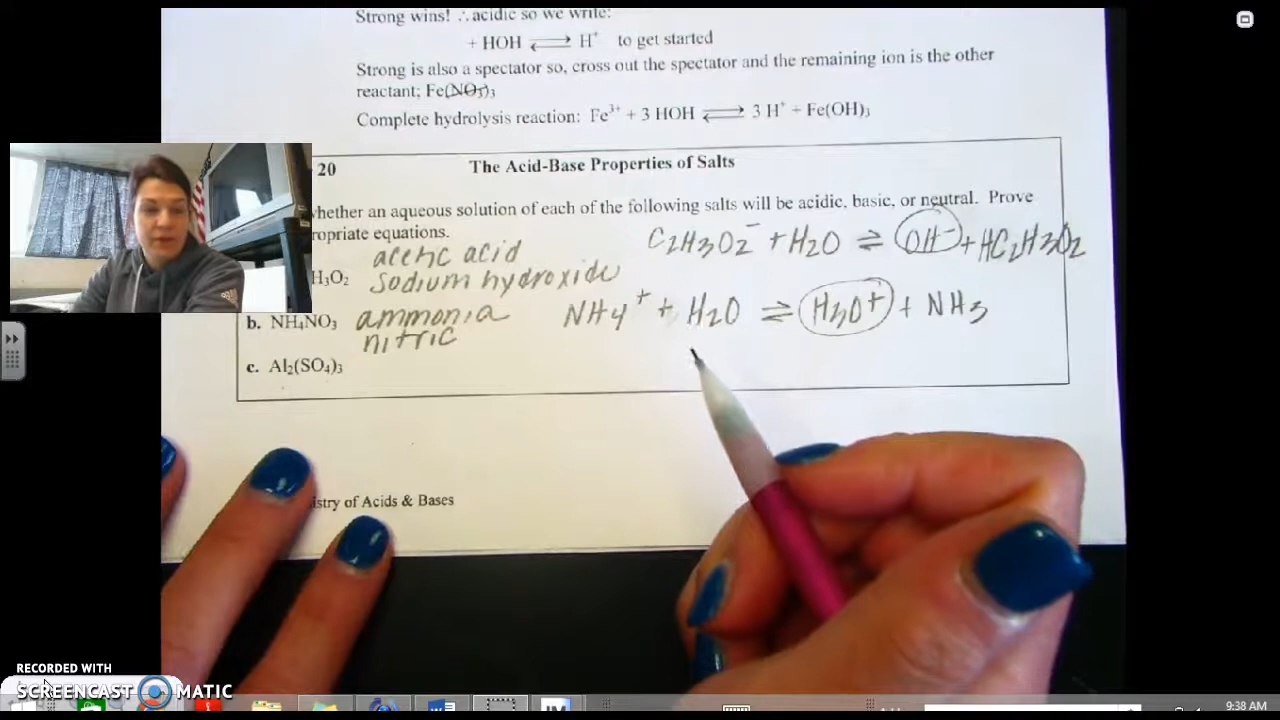 Strong wins! ∴ acidic so we write:
+ HOH ⇌ H⁺ to get started
Strong is also a spectator so, cross out the spectator and the remaining ion is the other
reactant; Fe(NO₃)₃
Complete hydrolysis reaction: Fe³⁺ + 3 HOH ⇌ 3 H⁺ + Fe(OH)₃
20 The Acid-Base Properties of Salts
whether an aqueous solution of each of the following salts will be acidic, basic, or neutral. Prove
equations.
acetic acid C₂H₃O₂⁻ + H₂O ⇌ OH⁻ + HC₂H₃O₂
H₃O₂ sodium hydroxide
b. NH₄NO₃ ammonia NH₄⁺ + H₂O ⇌ H₃O⁺ + NH₃
nitric
c. Al₂(SO₄)₃
of Acids & Bases
RECORDED WITH
SCREENCAST MATIC
9:38 AM